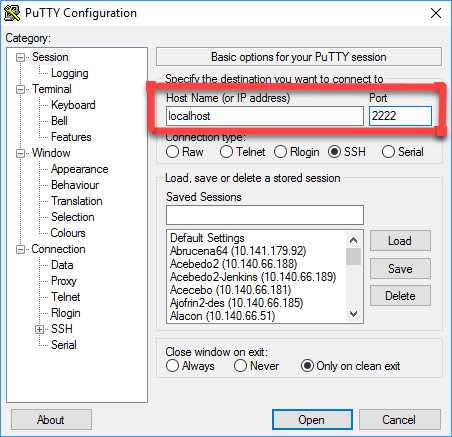 PuTTY Configuration
Category:
Session
Logging
Terminal
Keyboard
Bell
Features
Window
Appearance
Behaviour
Translation
Selection
Colours
Connection
Data
Proxy
Telnet
Rlogin
SSH
Serial
Basic options for your PuTTY session
Specify the destination you want to connect to
Host Name (or IP address) Port
localhost 2222
Connection type:
Raw Telnet Rlogin SSH Serial
Load, save or delete a stored session
Saved Sessions
Default Settings
Abrucena64 (10.141.179.92)
Acebedo2 (10.140.66.188)
Acebedo2-Jenkins (10.140.66.189)
Acecebo (10.140.66.181)
Ajofrin2-des (10.140.66.185)
Alacon (10.140.66.51)
Load
Save
Delete
Close window on exit:
Always Never Only on clean exit
About Open Cancel